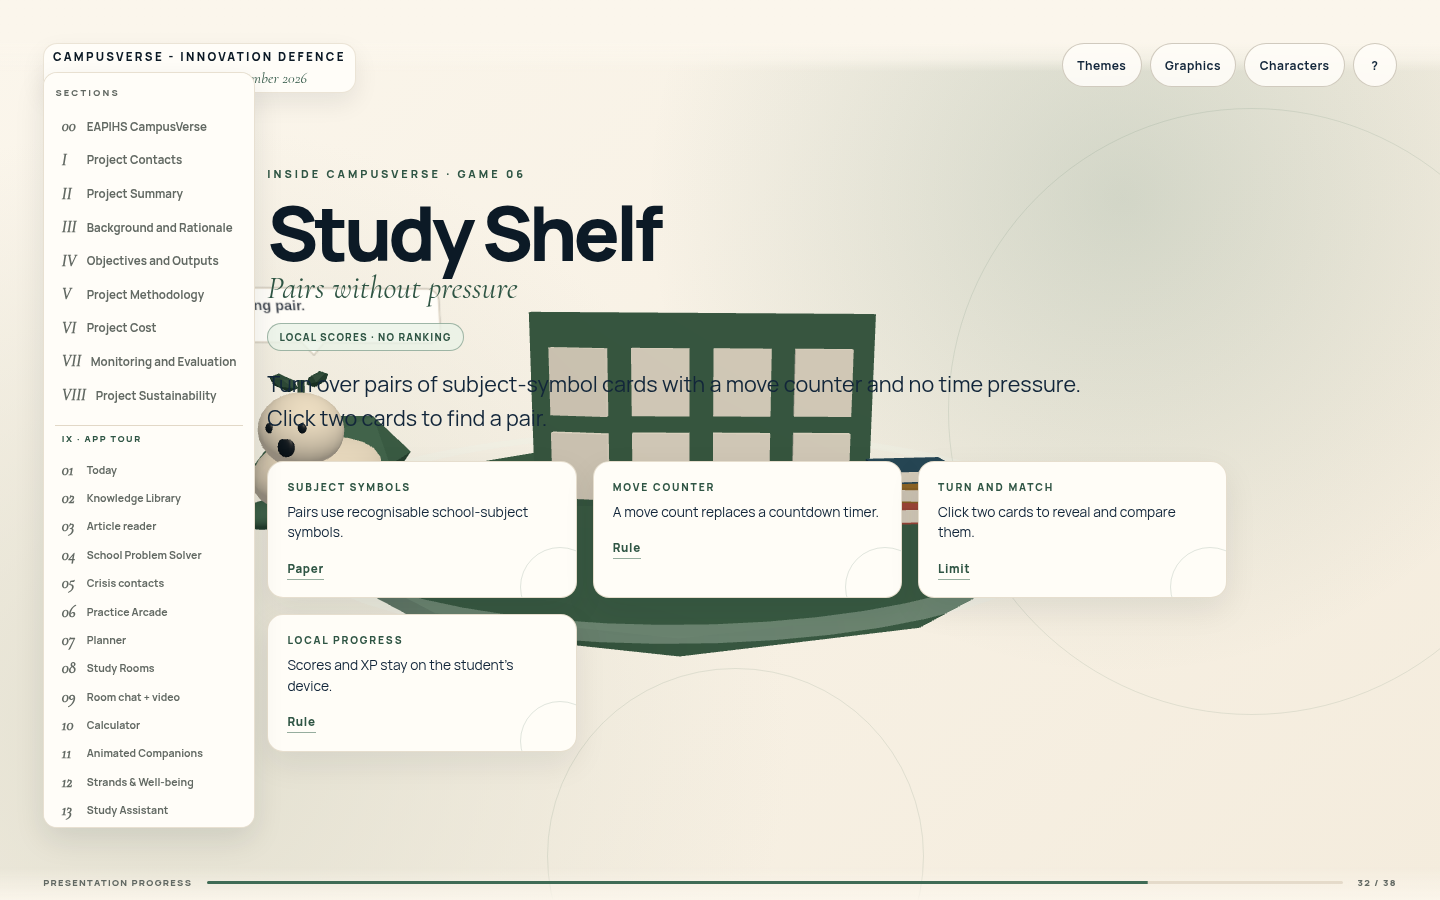 CAMPUSVERSE - INNOVATION DEFENCE
2026
Themes
Graphics
Characters
?
SECTIONS
00 EAPIHS CampusVerse
I Project Contacts
II Project Summary
III Background and Rationale
IV Objectives and Outputs
V Project Methodology
VI Project Cost
VII Monitoring and Evaluation
VIII Project Sustainability
IX · APP TOUR
01 Today
02 Knowledge Library
03 Article reader
04 School Problem Solver
05 Crisis contacts
06 Practice Arcade
07 Planner
08 Study Rooms
09 Room chat + video
10 Calculator
11 Animated Companions
12 Strands & Well-being
13 Study Assistant
INSIDE CAMPUSVERSE · GAME 06
Study Shelf
Pairs without pressure
pair.
LOCAL SCORES · NO RANKING
Turn over pairs of subject-symbol cards with a move counter and no time pressure.
Click two cards to find a pair.
SUBJECT SYMBOLS
Pairs use recognisable school-subject
symbols.
Paper
MOVE COUNTER
A move count replaces a countdown timer.
Rule
TURN AND MATCH
Click two cards to reveal and compare
them.
Limit
LOCAL PROGRESS
Scores and XP stay on the student's
device.
Rule
PRESENTATION PROGRESS
32 / 38